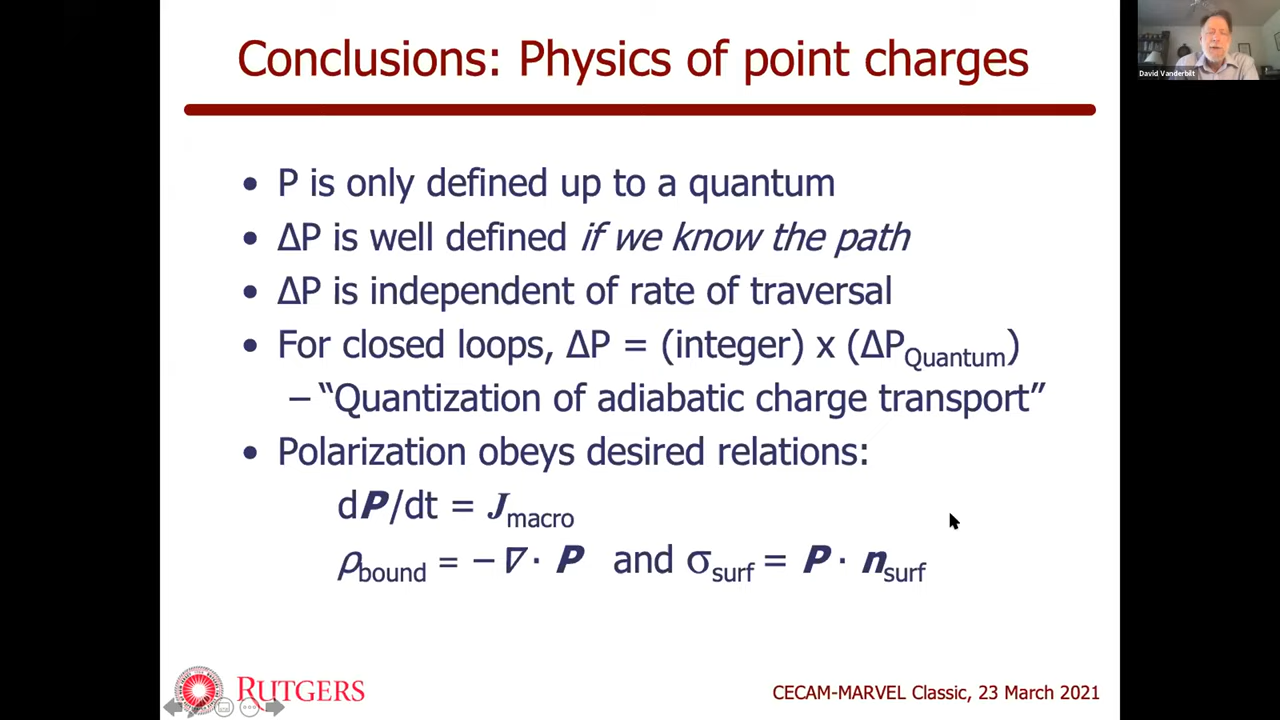 Conclusions: Physics of point charges
David Vanderbilt
• P is only defined up to a quantum
• ΔP is well defined if we know the path
• ΔP is independent of rate of traversal
• For closed loops, ΔP = (integer) x (ΔP_Quantum)
– “Quantization of adiabatic charge transport”
• Polarization obeys desired relations:
dP/dt = J_macro
ρ_bound = −∇· P and σ_surf = P · n_surf
RUTGERS
CECAM-MARVEL Classic, 23 March 2021